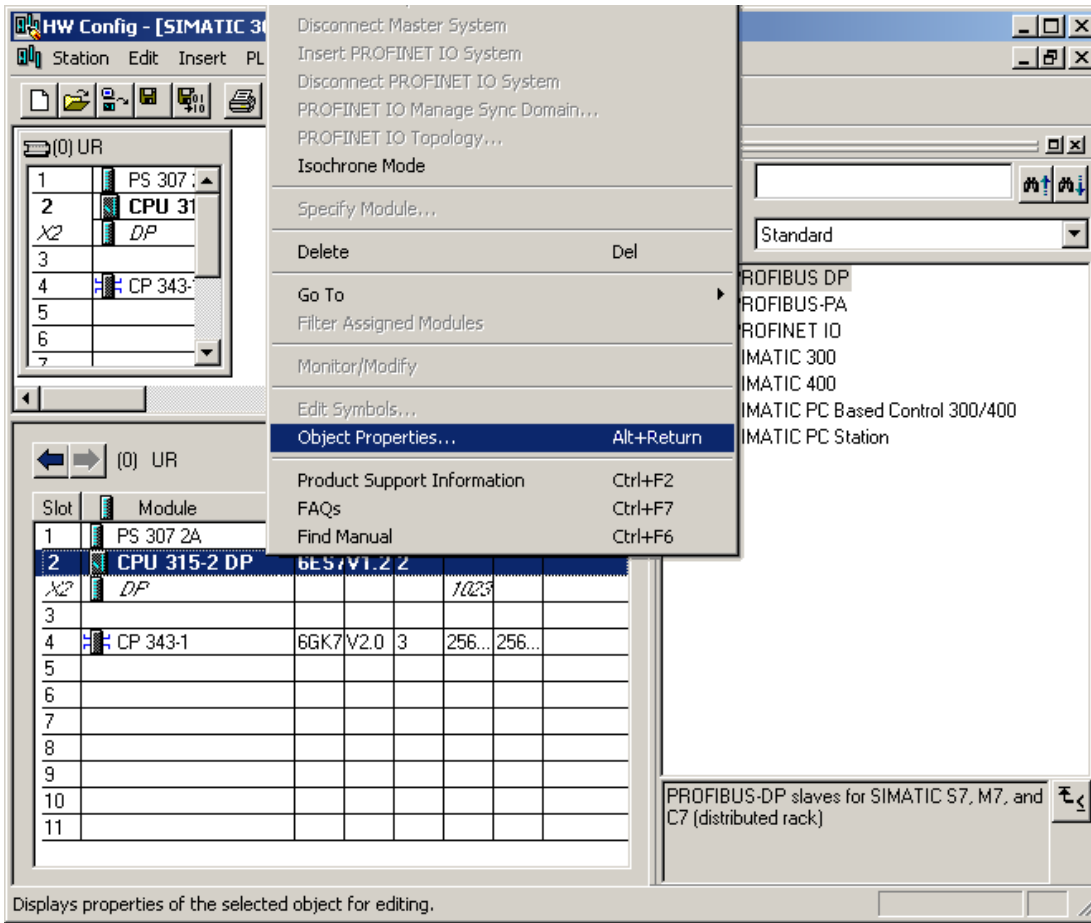 HW Config - [SIMATIC 30
Station Edit Insert PL
(0) UR
1 PS 307
2 CPU 31
X2 DP
3
4 CP 343-1
5
6
7
Disconnect Master System
Insert PROFINET IO System
Disconnect PROFINET IO System
PROFINET IO Manage Sync Domain...
PROFINET IO Topology...
Isochrone Mode
Specify Module...
Delete Del
Go To
Filter Assigned Modules
Monitor/Modify
Edit Symbols...
Object Properties... Alt+Return
Product Support Information Ctrl+F2
FAQs Ctrl+F7
Find Manual Ctrl+F6
Standard
ROFIBUS DP
ROFIBUS-PA
ROFINET IO
IMATIC 300
IMATIC 400
IMATIC PC Based Control 300/400
IMATIC PC Station
(0) UR
Slot Module
1 PS 307 2A
2 CPU 315-2 DP 6ES7 V1.2 2
X2 DP 1023
3
4 CP 343-1 6GK7 V2.0 3 256... 256...
5
6
7
8
9
10
11
PROFIBUS-DP slaves for SIMATIC S7, M7, and
C7 (distributed rack)
Displays properties of the selected object for editing.